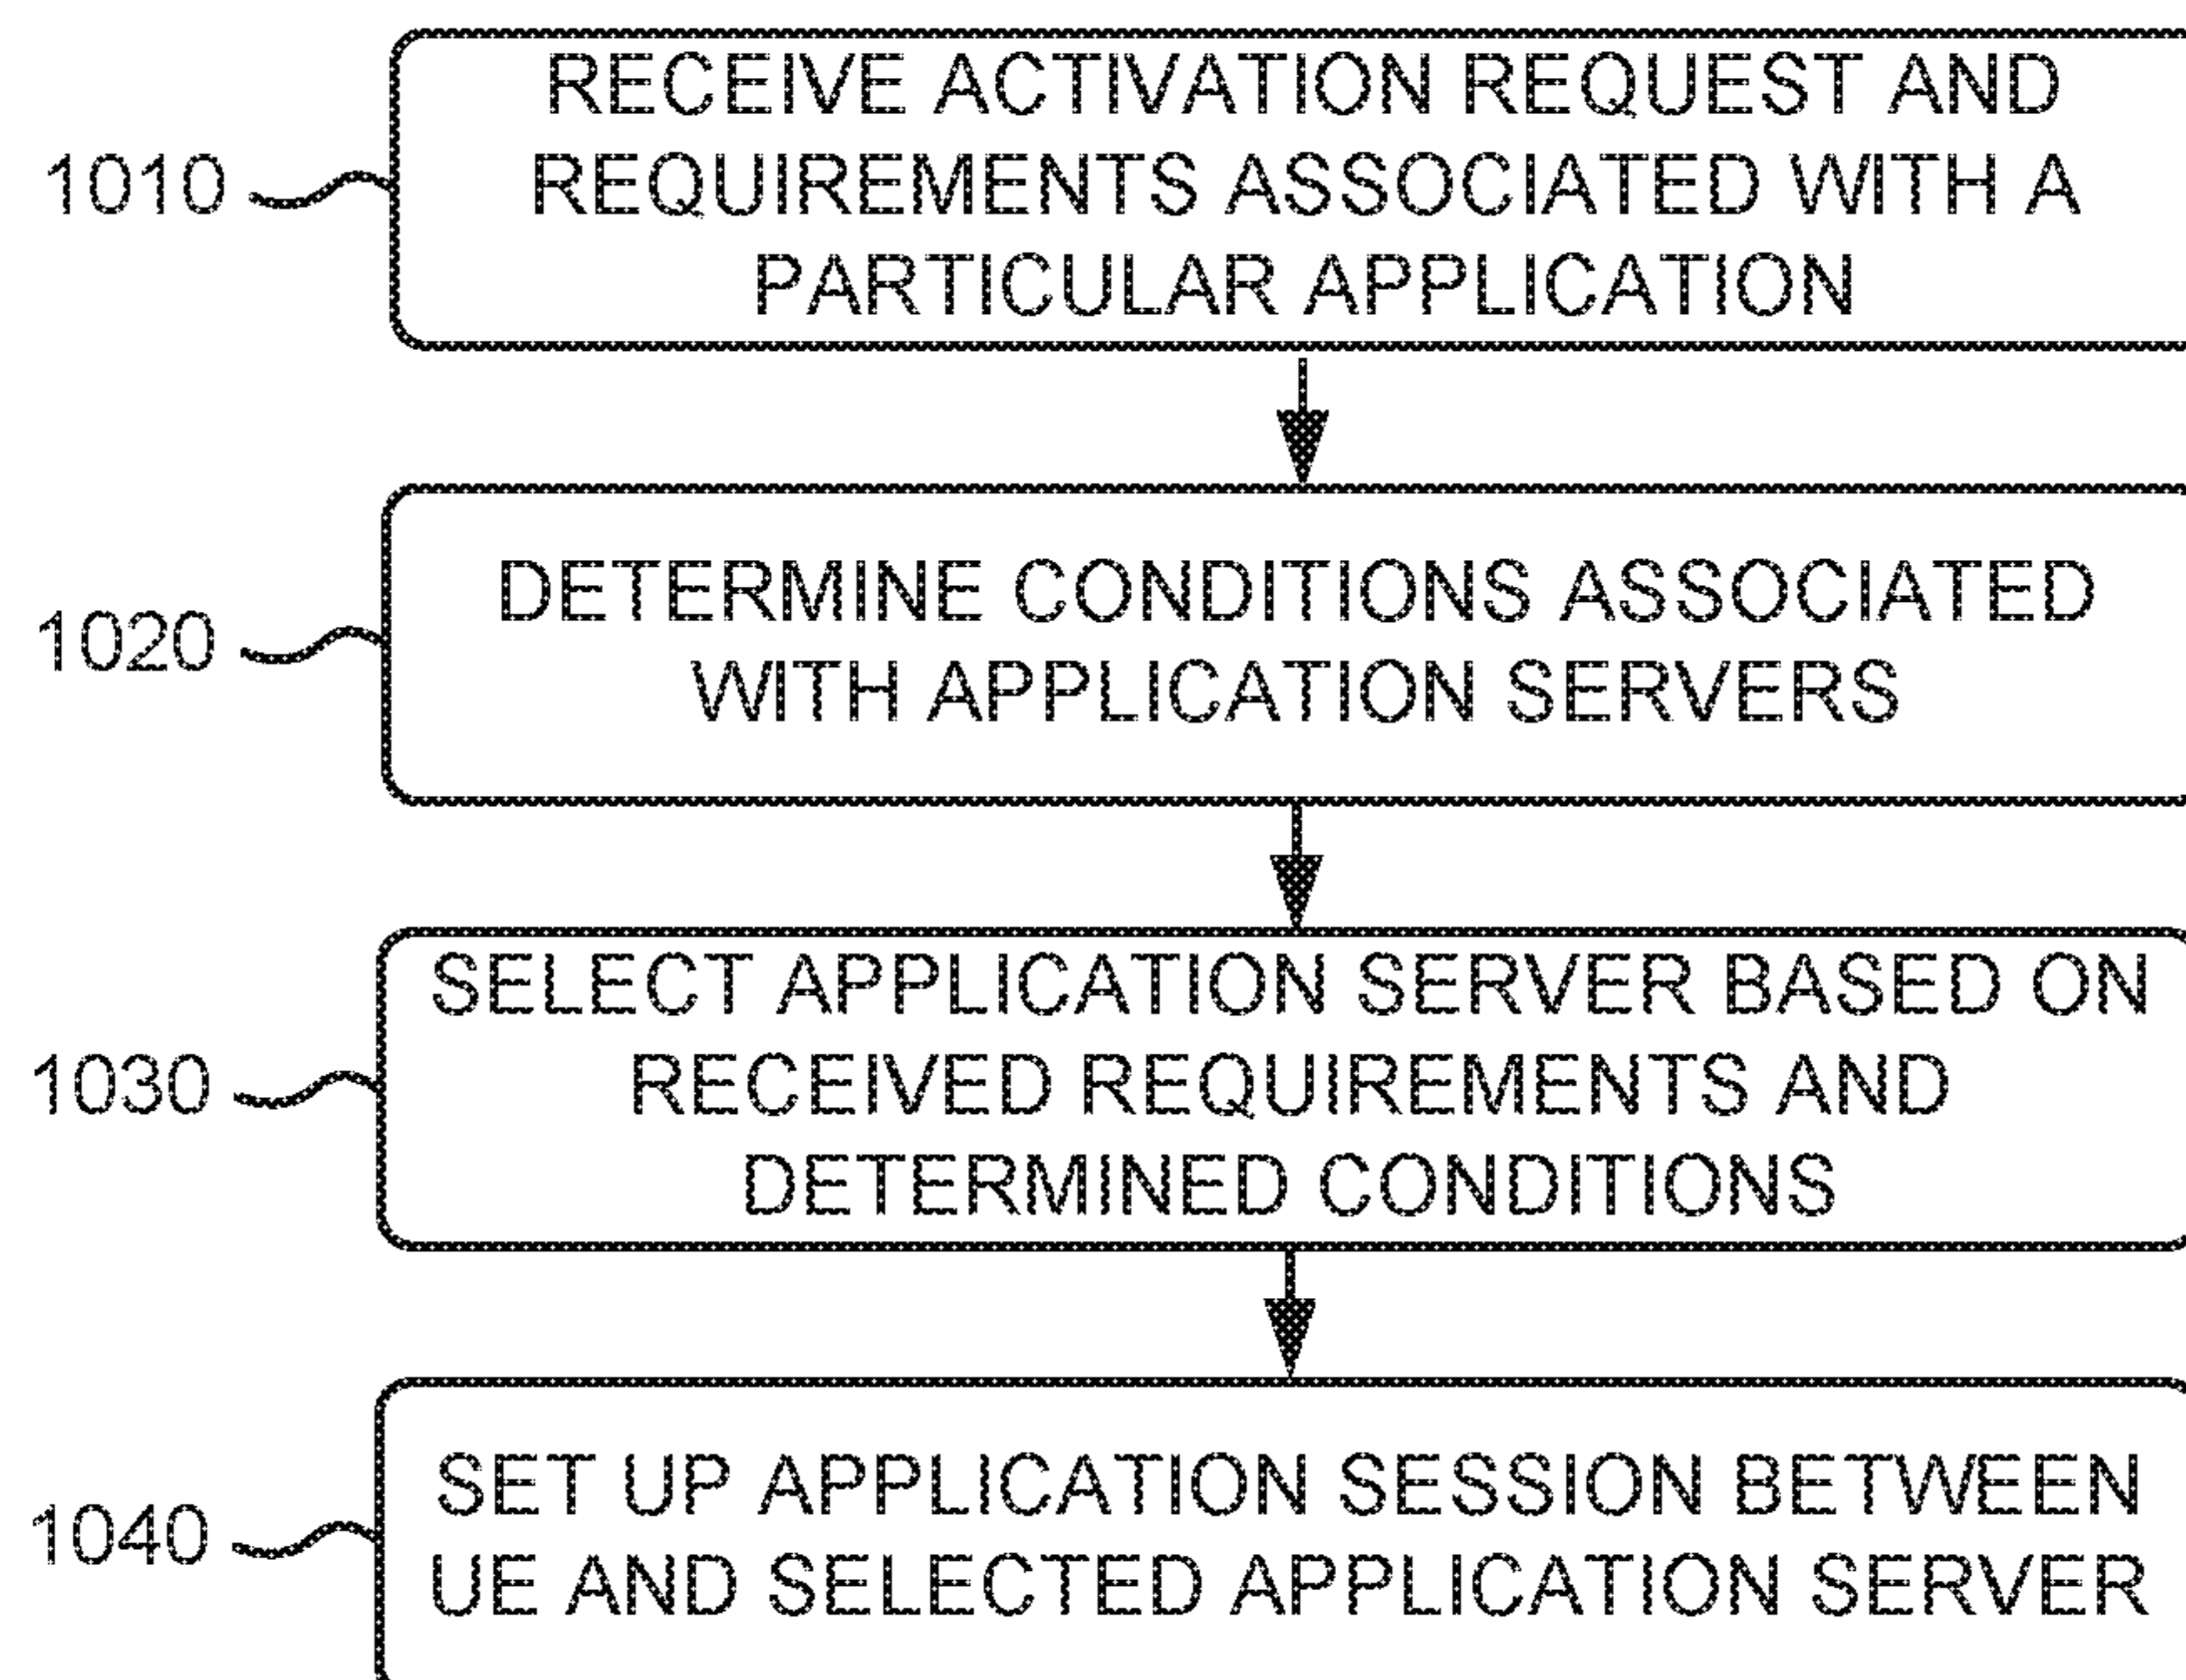 RECEIVE ACTIVATION REQUEST AND
1010
REQUIREMENTS ASSOCIATED WITH A
PARTICULAR APPLICATION
DETERMINE CONDITIONS ASSOCIATED
1020
WITH APPLICATION SERVERS
SELECT APPLICATION SERVER BASED ON
1030
RECEIVED REQUIREMENTS AND
DETERMINED CONDITIONS
SET UP APPLICATION SESSION BETWEEN
1040
UE AND SELECTED APPLICATION SERVER